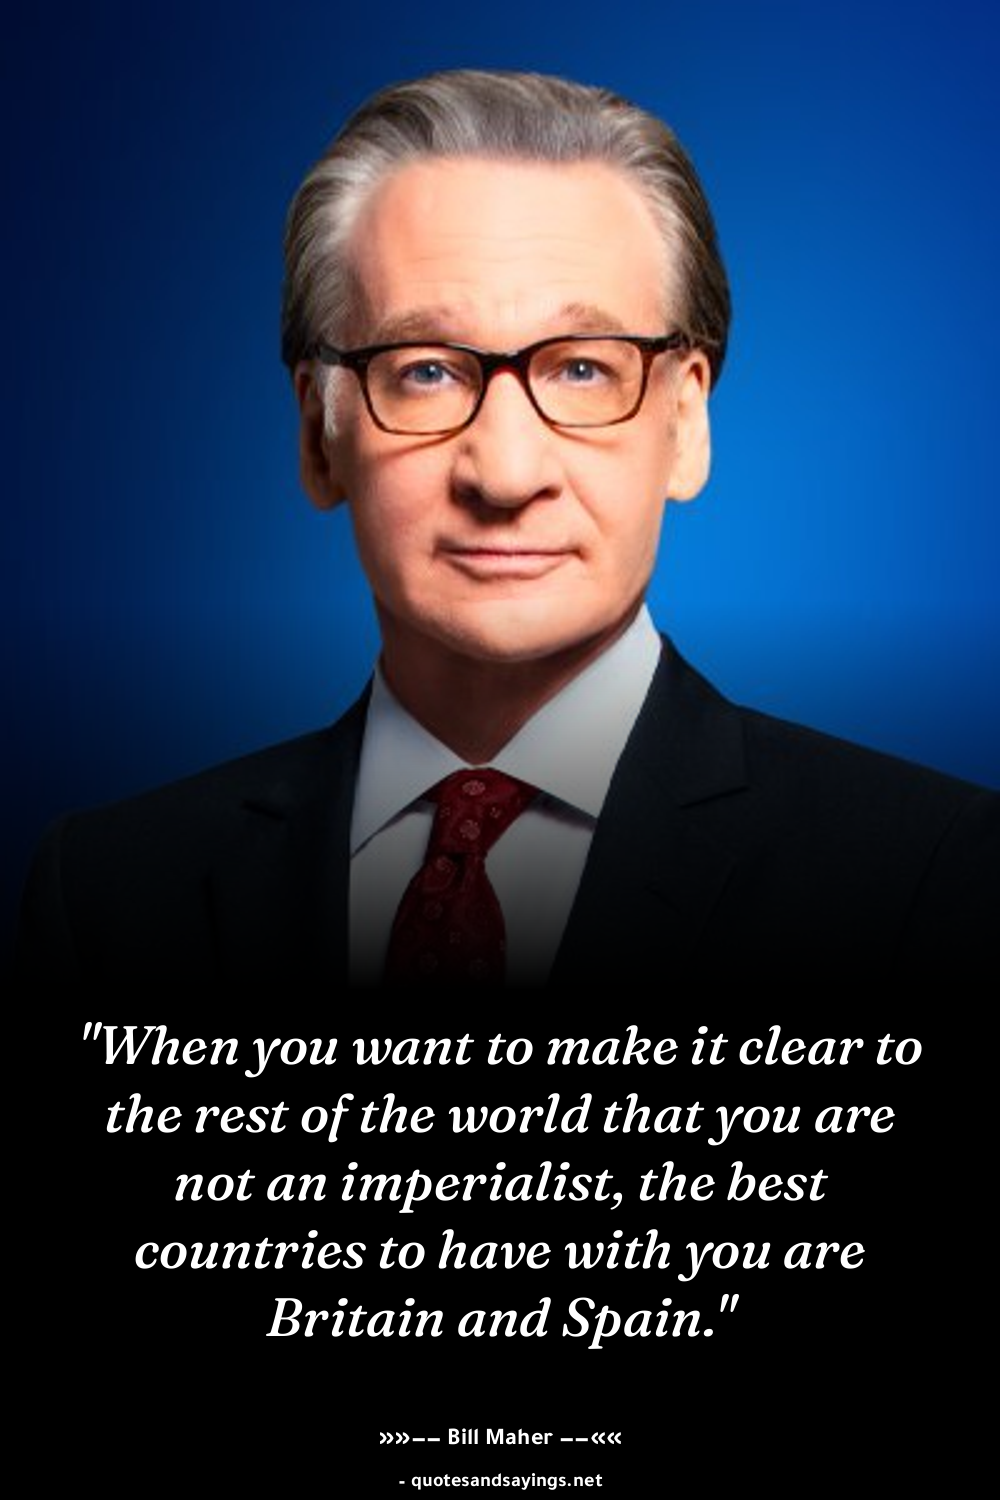 "When you want to make it clear to
the rest of the world that you are
not an imperialist, the best
countries to have with you are
Britain and Spain."
»»–– Bill Maher ––««
- quotesandsayings.net